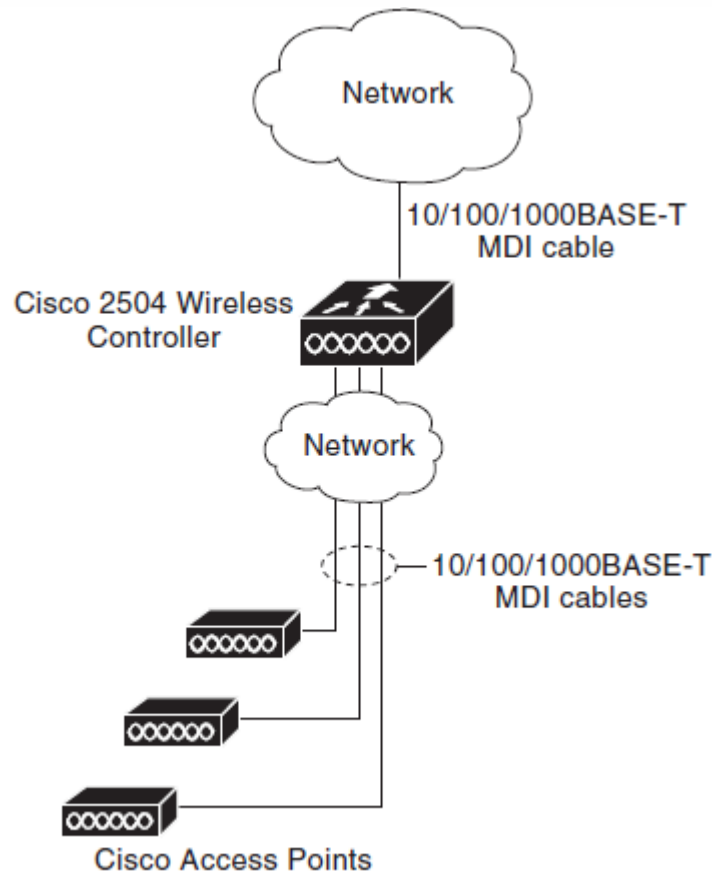 Network
10/100/1000BASE-T
MDI cable
Cisco 2504 Wireless
Controller
Network
10/100/1000BASE-T
MDI cables
Cisco Access Points